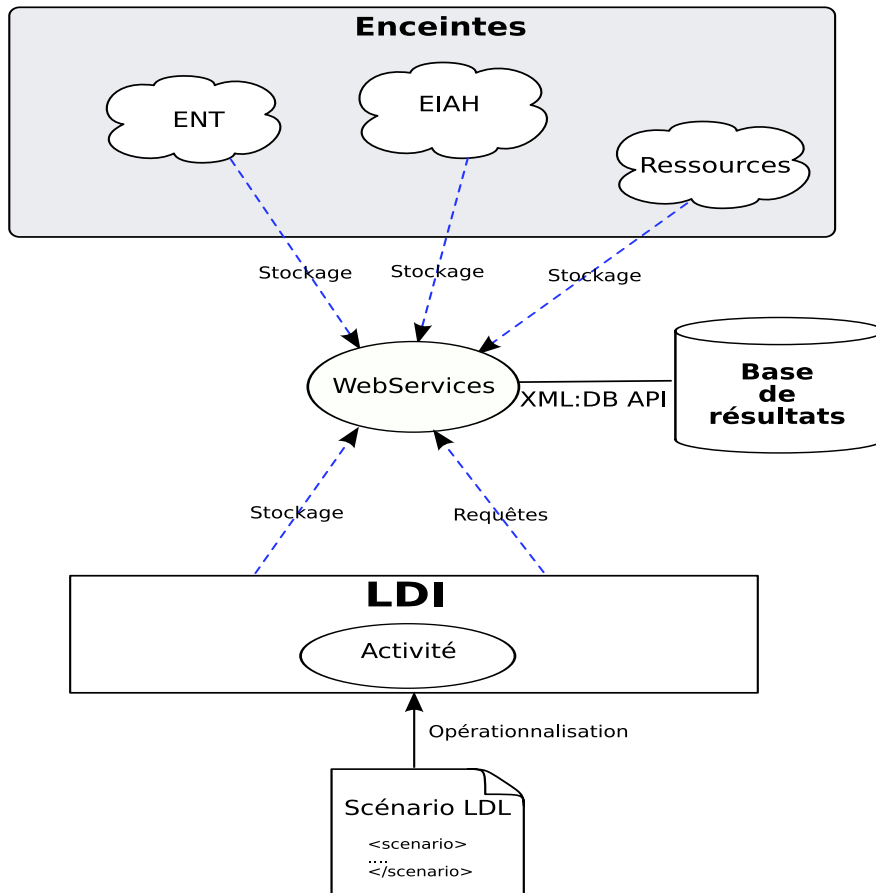 Enceintes
ENT
EIAH
Ressources
Stockage
Stockage
Stockage
WebServices
XML:DB API
Base
de
résultats
Stockage
Requêtes
LDI
Activité
Opérationnalisation
Scénario LDL
<scenario>
....
</scenario>